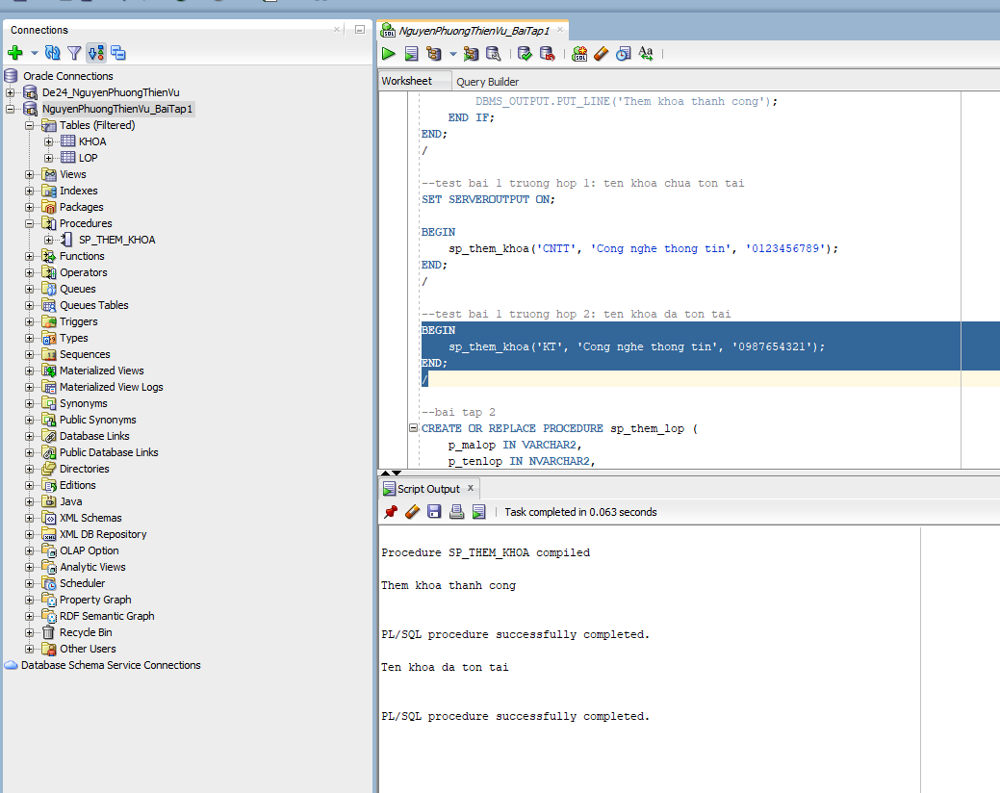 Connections
Oracle Connections
De24_NguyenPhuongThienVu
NguyenPhuongThienVu_BaiTap1
Tables (Filtered)
KHOA
LOP
Views
Indexes
Packages
Procedures
SP_THEM_KHOA
Functions
Operators
Queues
Queues Tables
Triggers
Types
Sequences
Materialized Views
Materialized View Logs
Synonyms
Public Synonyms
Database Links
Public Database Links
Directories
Editions
Java
XML Schemas
XML DB Repository
OLAP Option
Analytic Views
Scheduler
Property Graph
RDF Semantic Graph
Recycle Bin
Other Users
Database Schema Service Connections
NguyenPhuongThienVu_BaiTap1
Worksheet Query Builder
DBMS_OUTPUT.PUT_LINE('Them khoa thanh cong');
END IF;
END;
/
--test bai 1 truong hop 1: ten khoa chua ton tai
SET SERVEROUTPUT ON;
BEGIN
sp_them_khoa('CNTT', 'Cong nghe thong tin', '0123456789');
END;
/
--test bai 1 truong hop 2: ten khoa da ton tai
BEGIN
sp_them_khoa('KT', 'Cong nghe thong tin', '0987654321');
END;
/
--bai tap 2
CREATE OR REPLACE PROCEDURE sp_them_lop (
p_malop IN VARCHAR2,
p_tenlop IN NVARCHAR2,
Script Output
Task completed in 0.063 seconds
Procedure SP_THEM_KHOA compiled
Them khoa thanh cong
PL/SQL procedure successfully completed.
Ten khoa da ton tai
PL/SQL procedure successfully completed.